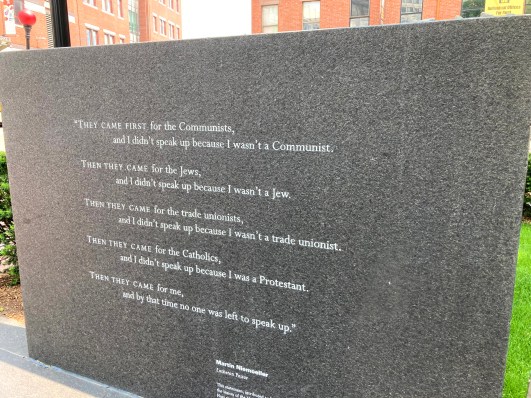 "THEY CAME FIRST for the Communists,
and I didn't speak up because I wasn't a Communist.
THEN THEY CAME for the Jews,
and I didn't speak up because I wasn't a Jew.
THEN THEY CAME for the trade unionists,
and I didn't speak up because I wasn't a trade unionist.
THEN THEY CAME for the Catholics,
and I didn't speak up because I was a Protestant.
THEN THEY CAME for me,
and by that time no one was left to speak up."
Martin Niemoeller
Lutheran Pastor